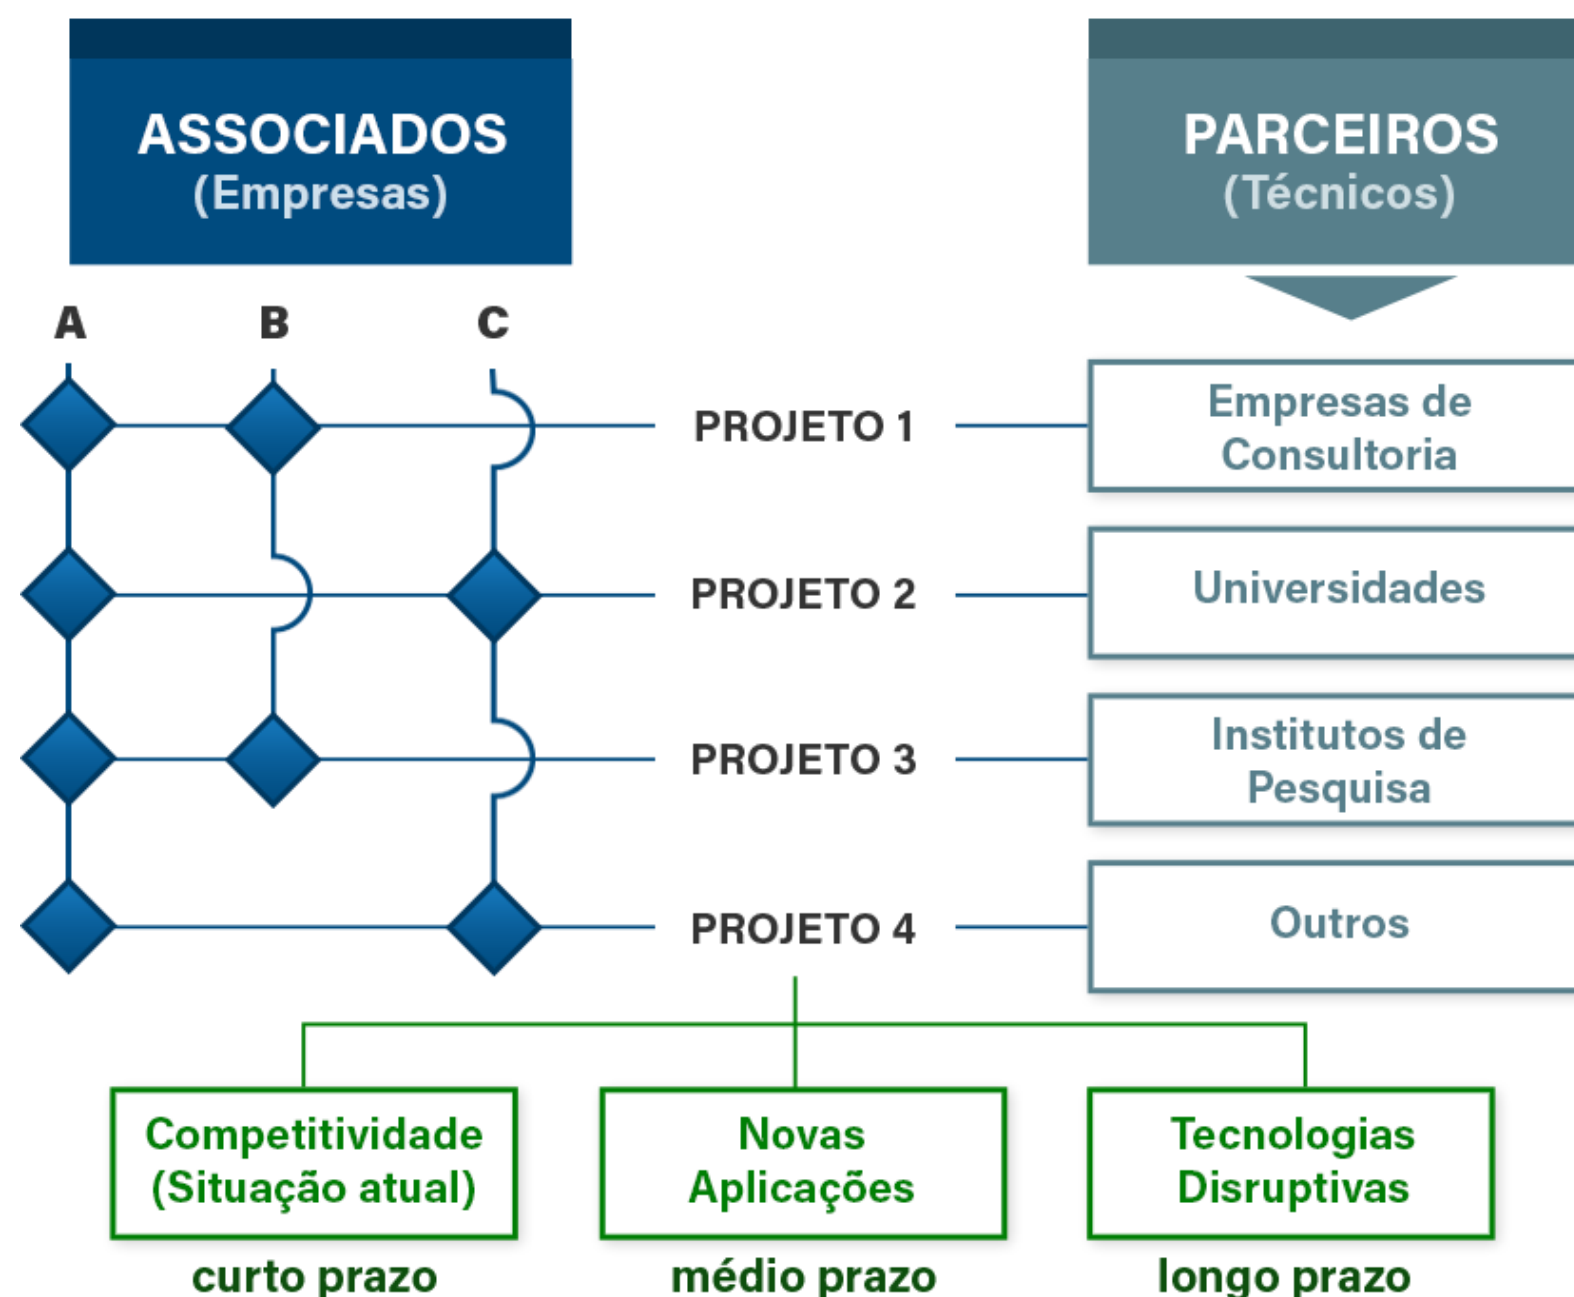 ASSOCIADOS
(Empresas)
PARCEIROS
(Técnicos)
A
B
C
PROJETO 1
Empresas de
Consultoria
PROJETO 2
Universidades
PROJETO 3
Institutos de
Pesquisa
PROJETO 4
Outros
Competitividade
(Situação atual)
curto prazo
Novas
Aplicações
médio prazo
Tecnologias
Disruptivas
longo prazo